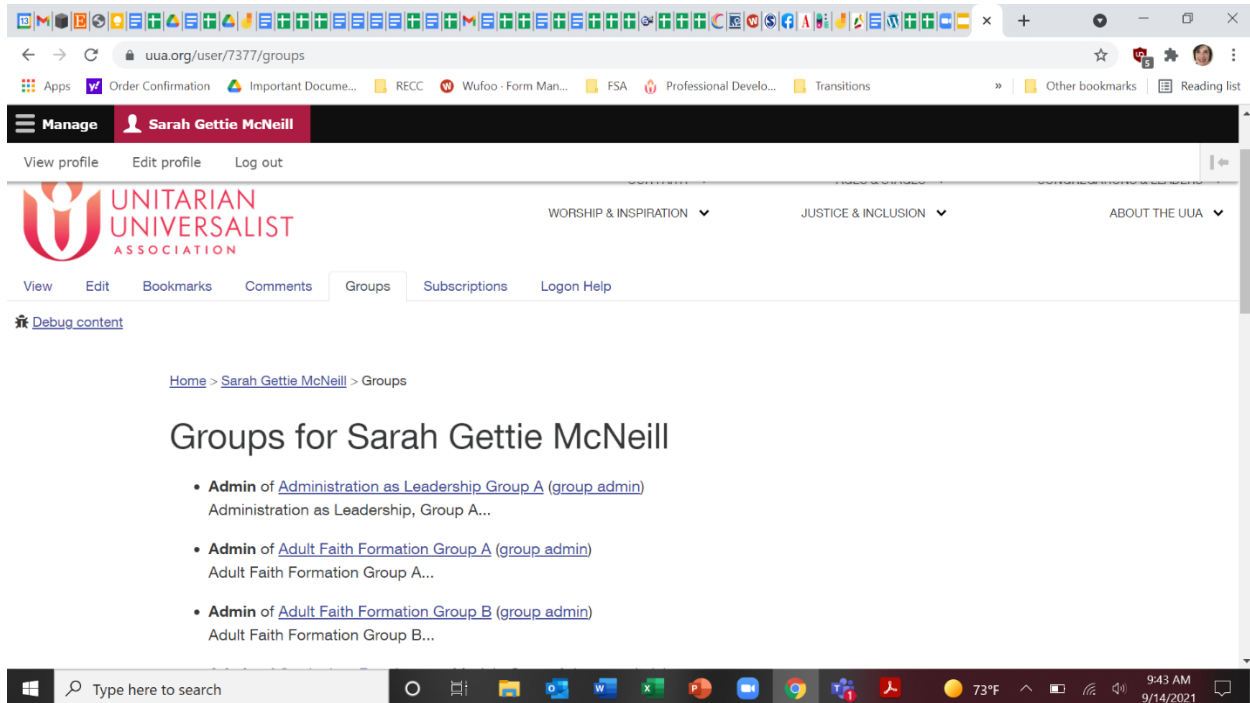 uua.org/user/7377/groups
Apps Order Confirmation Important Docume... RECC Wufoo · Form Man... FSA Professional Develo... Transitions » Other bookmarks Reading list
Manage Sarah Gettie McNeill
View profile Edit profile Log out
UNITARIAN
UNIVERSALIST
ASSOCIATION
WORSHIP & INSPIRATION JUSTICE & INCLUSION ABOUT THE UUA
View Edit Bookmarks Comments Groups Subscriptions Logon Help
Debug content
Home > Sarah Gettie McNeill > Groups
Groups for Sarah Gettie McNeill
• Admin of Administration as Leadership Group A (group admin)
Administration as Leadership, Group A...
• Admin of Adult Faith Formation Group A (group admin)
Adult Faith Formation Group A...
• Admin of Adult Faith Formation Group B (group admin)
Adult Faith Formation Group B...
Type here to search 73°F 9:43 AM
9/14/2021